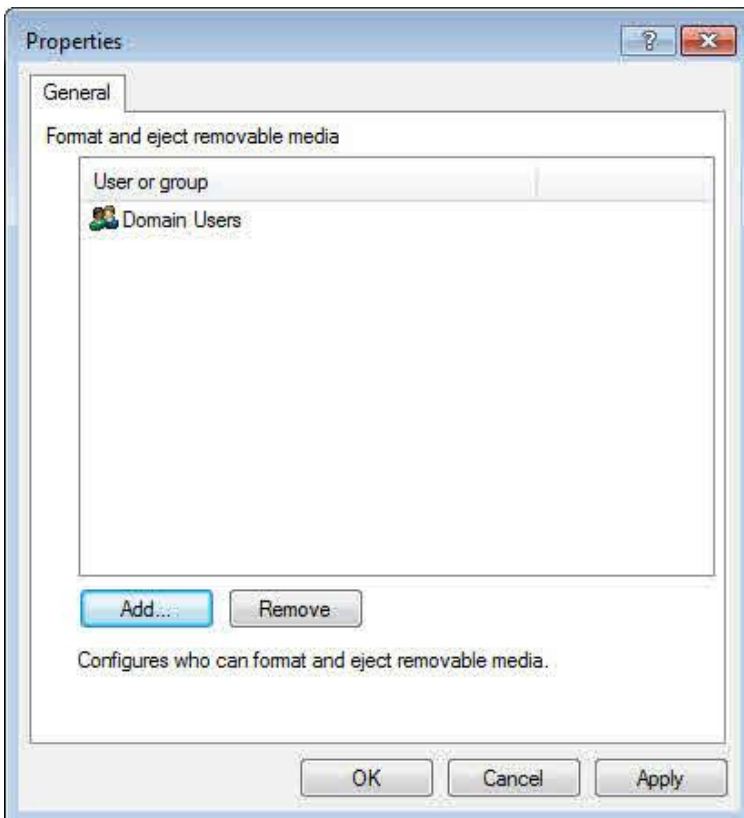 Properties
General
Format and eject removable media
User or group
Domain Users
Add... Remove
Configures who can format and eject removable media.
OK Cancel Apply